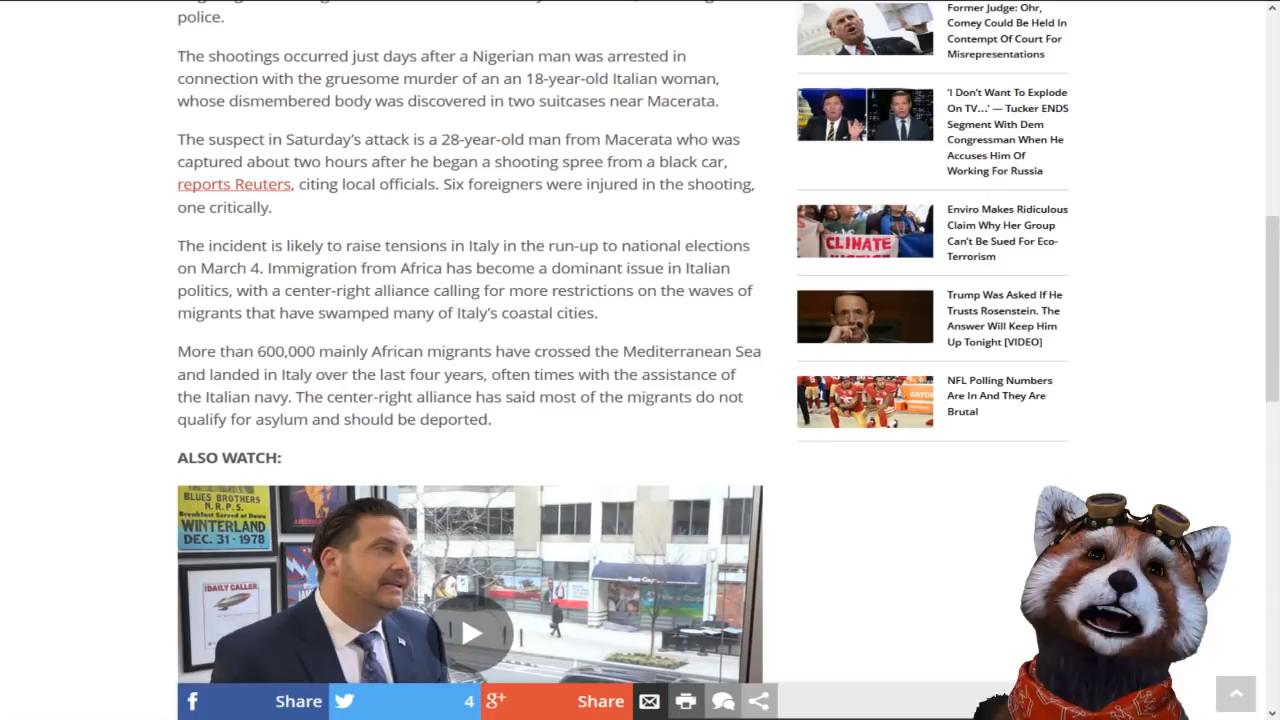 police.
The shootings occurred just days after a Nigerian man was arrested in
connection with the gruesome murder of an an 18-year-old Italian woman,
whose dismembered body was discovered in two suitcases near Macerata.
The suspect in Saturday's attack is a 28-year-old man from Macerata who was
captured about two hours after he began a shooting spree from a black car,
reports Reuters, citing local officials. Six foreigners were injured in the shooting,
one critically.
The incident is likely to raise tensions in Italy in the run-up to national elections
on March 4. Immigration from Africa has become a dominant issue in Italian
politics, with a center-right alliance calling for more restrictions on the waves of
migrants that have swamped many of Italy's coastal cities.
More than 600,000 mainly African migrants have crossed the Mediterranean Sea
and landed in Italy over the last four years, often times with the assistance of
the Italian navy. The center-right alliance has said most of the migrants do not
qualify for asylum and should be deported.
ALSO WATCH:
BLUES BROTHERS
N.R.P.S.
Breakfast Served at Dawn
WINTERLAND
DEC. 31 - 1978
AMERICA
DAILY CALLER
Share
4
g+
Share
Former Judge: Ohr,
Comey Could Be Held In
Contempt Of Court For
Misrepresentations
'I Don't Want To Explode
On TV...' — Tucker ENDS
Segment With Dem
Congressman When He
Accuses Him Of
Working For Russia
CLIMATE
Enviro Makes Ridiculous
Claim Why Her Group
Can't Be Sued For Eco-
Terrorism
Trump Was Asked If He
Trusts Rosenstein. The
Answer Will Keep Him
Up Tonight [VIDEO]
NFL Polling Numbers
Are In And They Are
Brutal